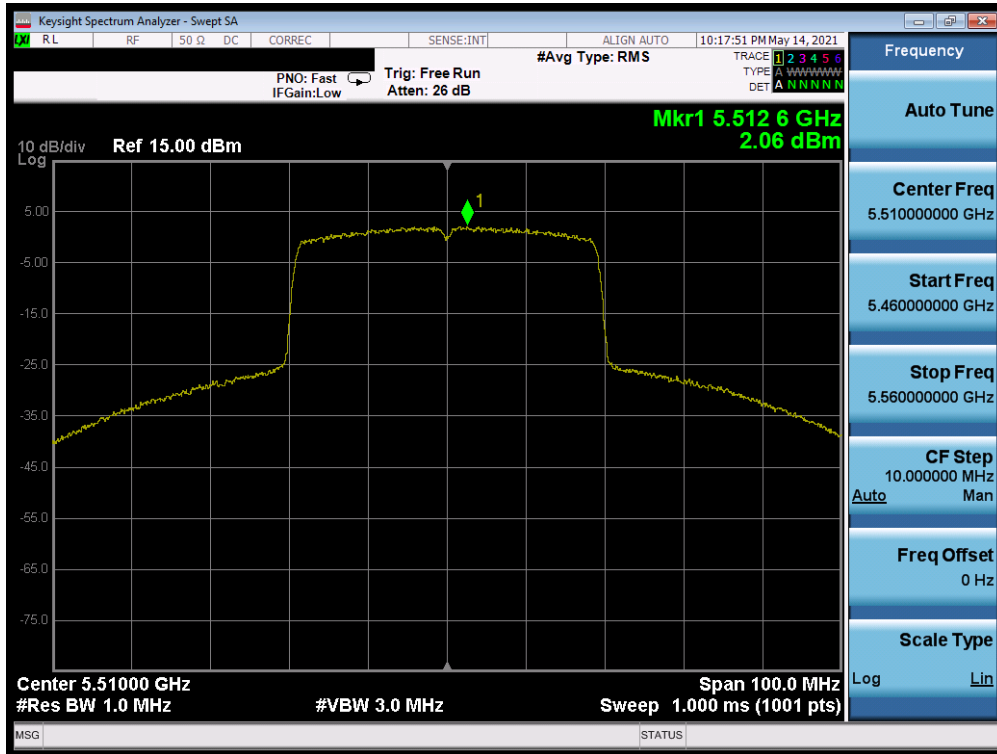 Keysight Spectrum Analyzer - Swept SA
LXI RL RF 50 Ω DC CORREC SENSE:INT ALIGN AUTO 10:17:51 PM May 14, 2021
#Avg Type: RMS TRACE 1 2 3 4 5 6
PNO: Fast Trig: Free Run TYPE A WWWWW
IFGain:Low Atten: 26 dB DET A N N N N N
Mkr1 5.512 6 GHz
2.06 dBm
10 dB/div Ref 15.00 dBm
Log
1
5.00
-5.00
-15.0
-25.0
-35.0
-45.0
-55.0
-65.0
-75.0
Center 5.51000 GHz Span 100.0 MHz
#Res BW 1.0 MHz #VBW 3.0 MHz Sweep 1.000 ms (1001 pts)
MSG STATUS
Frequency
Auto Tune
Center Freq
5.510000000 GHz
Start Freq
5.460000000 GHz
Stop Freq
5.560000000 GHz
CF Step
10.000000 MHz
Auto Man
Freq Offset
0 Hz
Scale Type
Log Lin